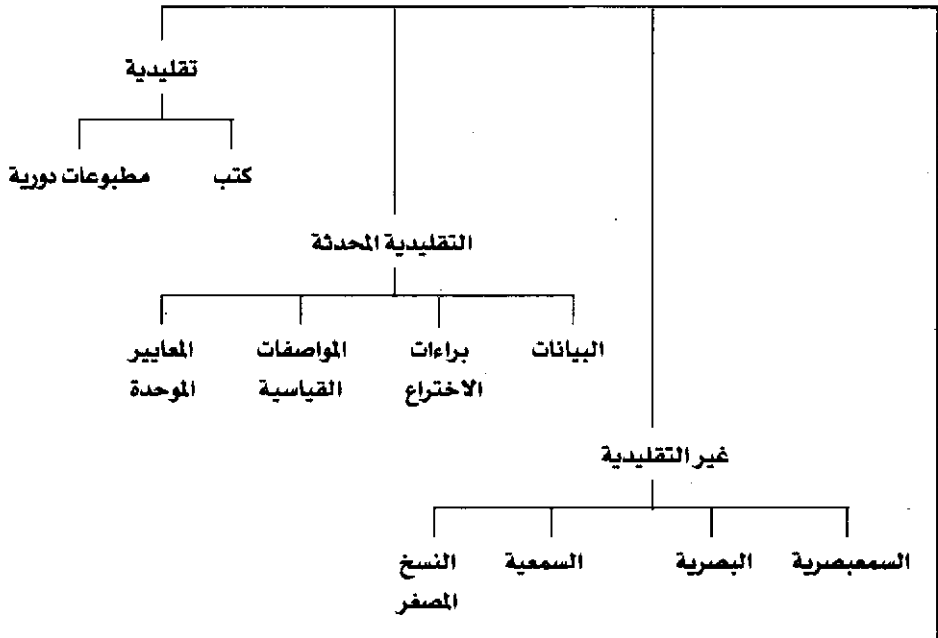 تقليدية
كتب
مطبوعات دورية
التقليدية المحدثة
البيانات
براءات
الاختراع
المواصفات
القياسية
المعايير
الموحدة
غير التقليدية
السمعبصرية
البصرية
السمعية
النسخ
المصغر